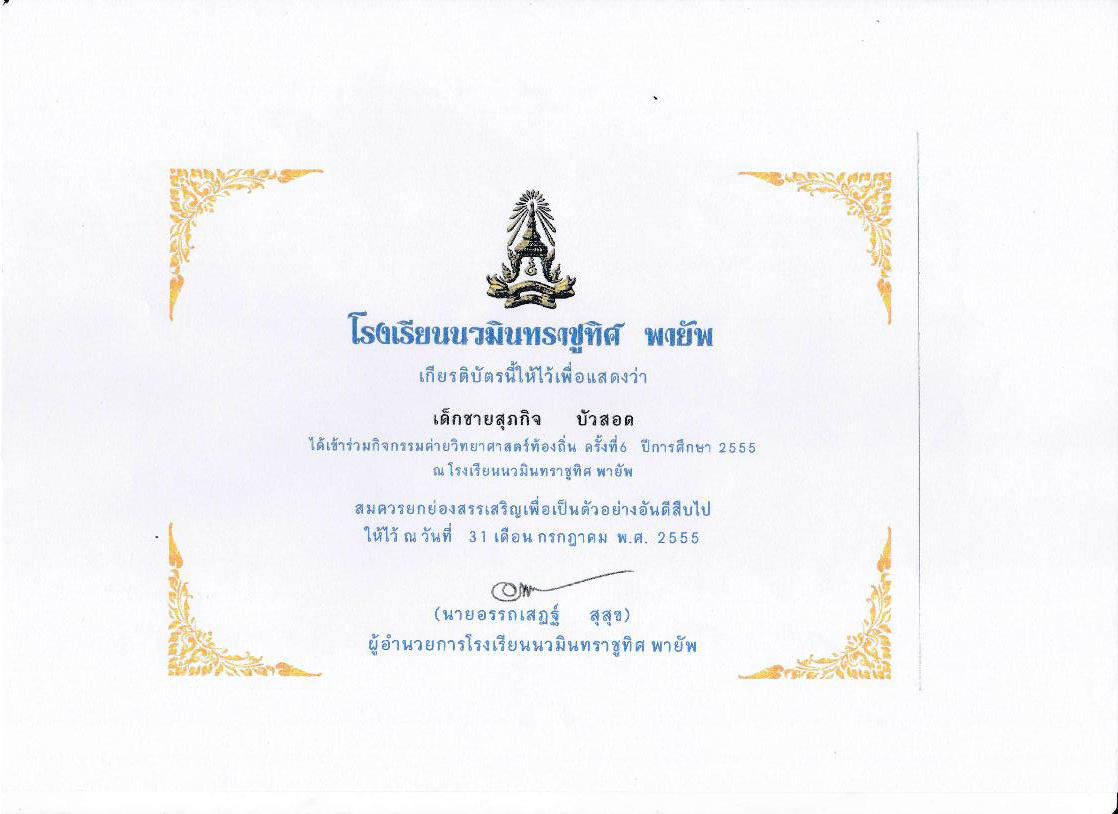 โรงเรียนนวมินทราชูทิศ พายัพ
เกียรติบัตรนี้ให้ไว้เพื่อแสดงว่า
เด็กชายสุภกิจ บัวสอด
ได้เข้าร่วมกิจกรรมค่ายวิทยาศาสตร์ท้องถิ่น ครั้งที่6 ปีการศึกษา 2555
ณ โรงเรียนนวมินทราชูทิศ พายัพ
สมควรยกย่องสรรเสริญเพื่อเป็นตัวอย่างอันดีสืบไป
ให้ไว้ ณ วันที่ 31 เดือน กรกฎาคม พ.ศ. 2555
(นายอรรถเสฏฐ์ สุสุข)
ผู้อำนวยการโรงเรียนนวมินทราชูทิศ พายัพ